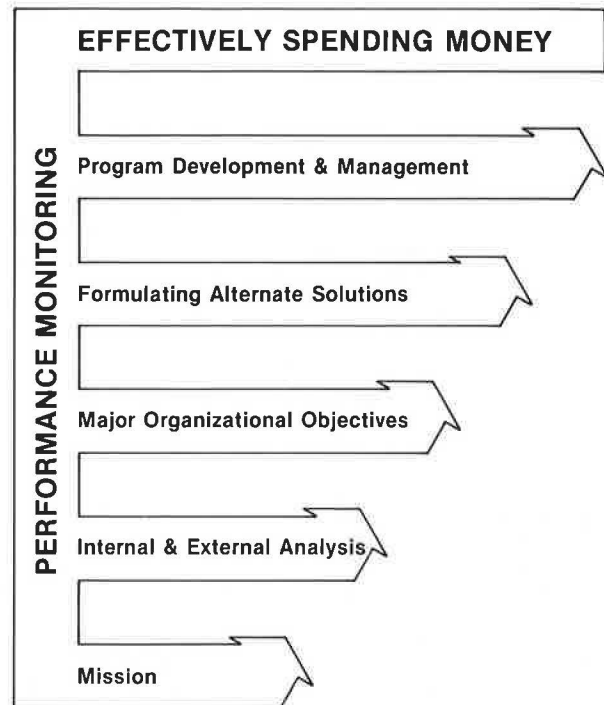 EFFECTIVELY SPENDING MONEY
PERFORMANCE MONITORING
Program Development & Management
Formulating Alternate Solutions
Major Organizational Objectives
Internal & External Analysis
Mission